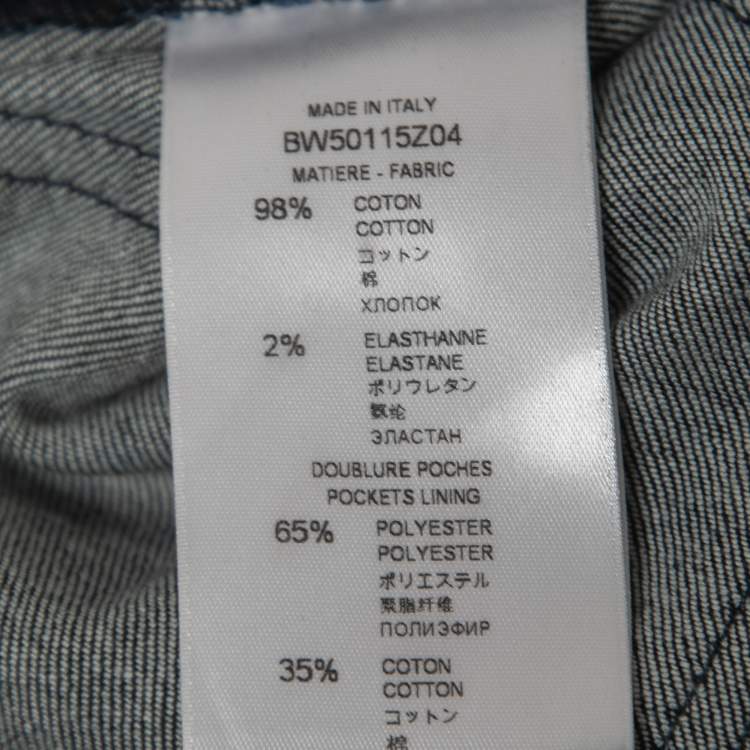 MADE IN ITALY
BW50115Z04
MATIERE - FABRIC
98% COTON
COTTON
コットン
棉
ХЛОПОК
2% ELASTHANNE
ELASTANE
ポリウレタン
氨纶
ЭЛАСТАН
DOUBLURE POCHES
POCKETS LINING
65% POLYESTER
POLYESTER
ポリエステル
聚脂纤维
ПОЛИЭФИР
35% COTON
COTTON
コットン
棉